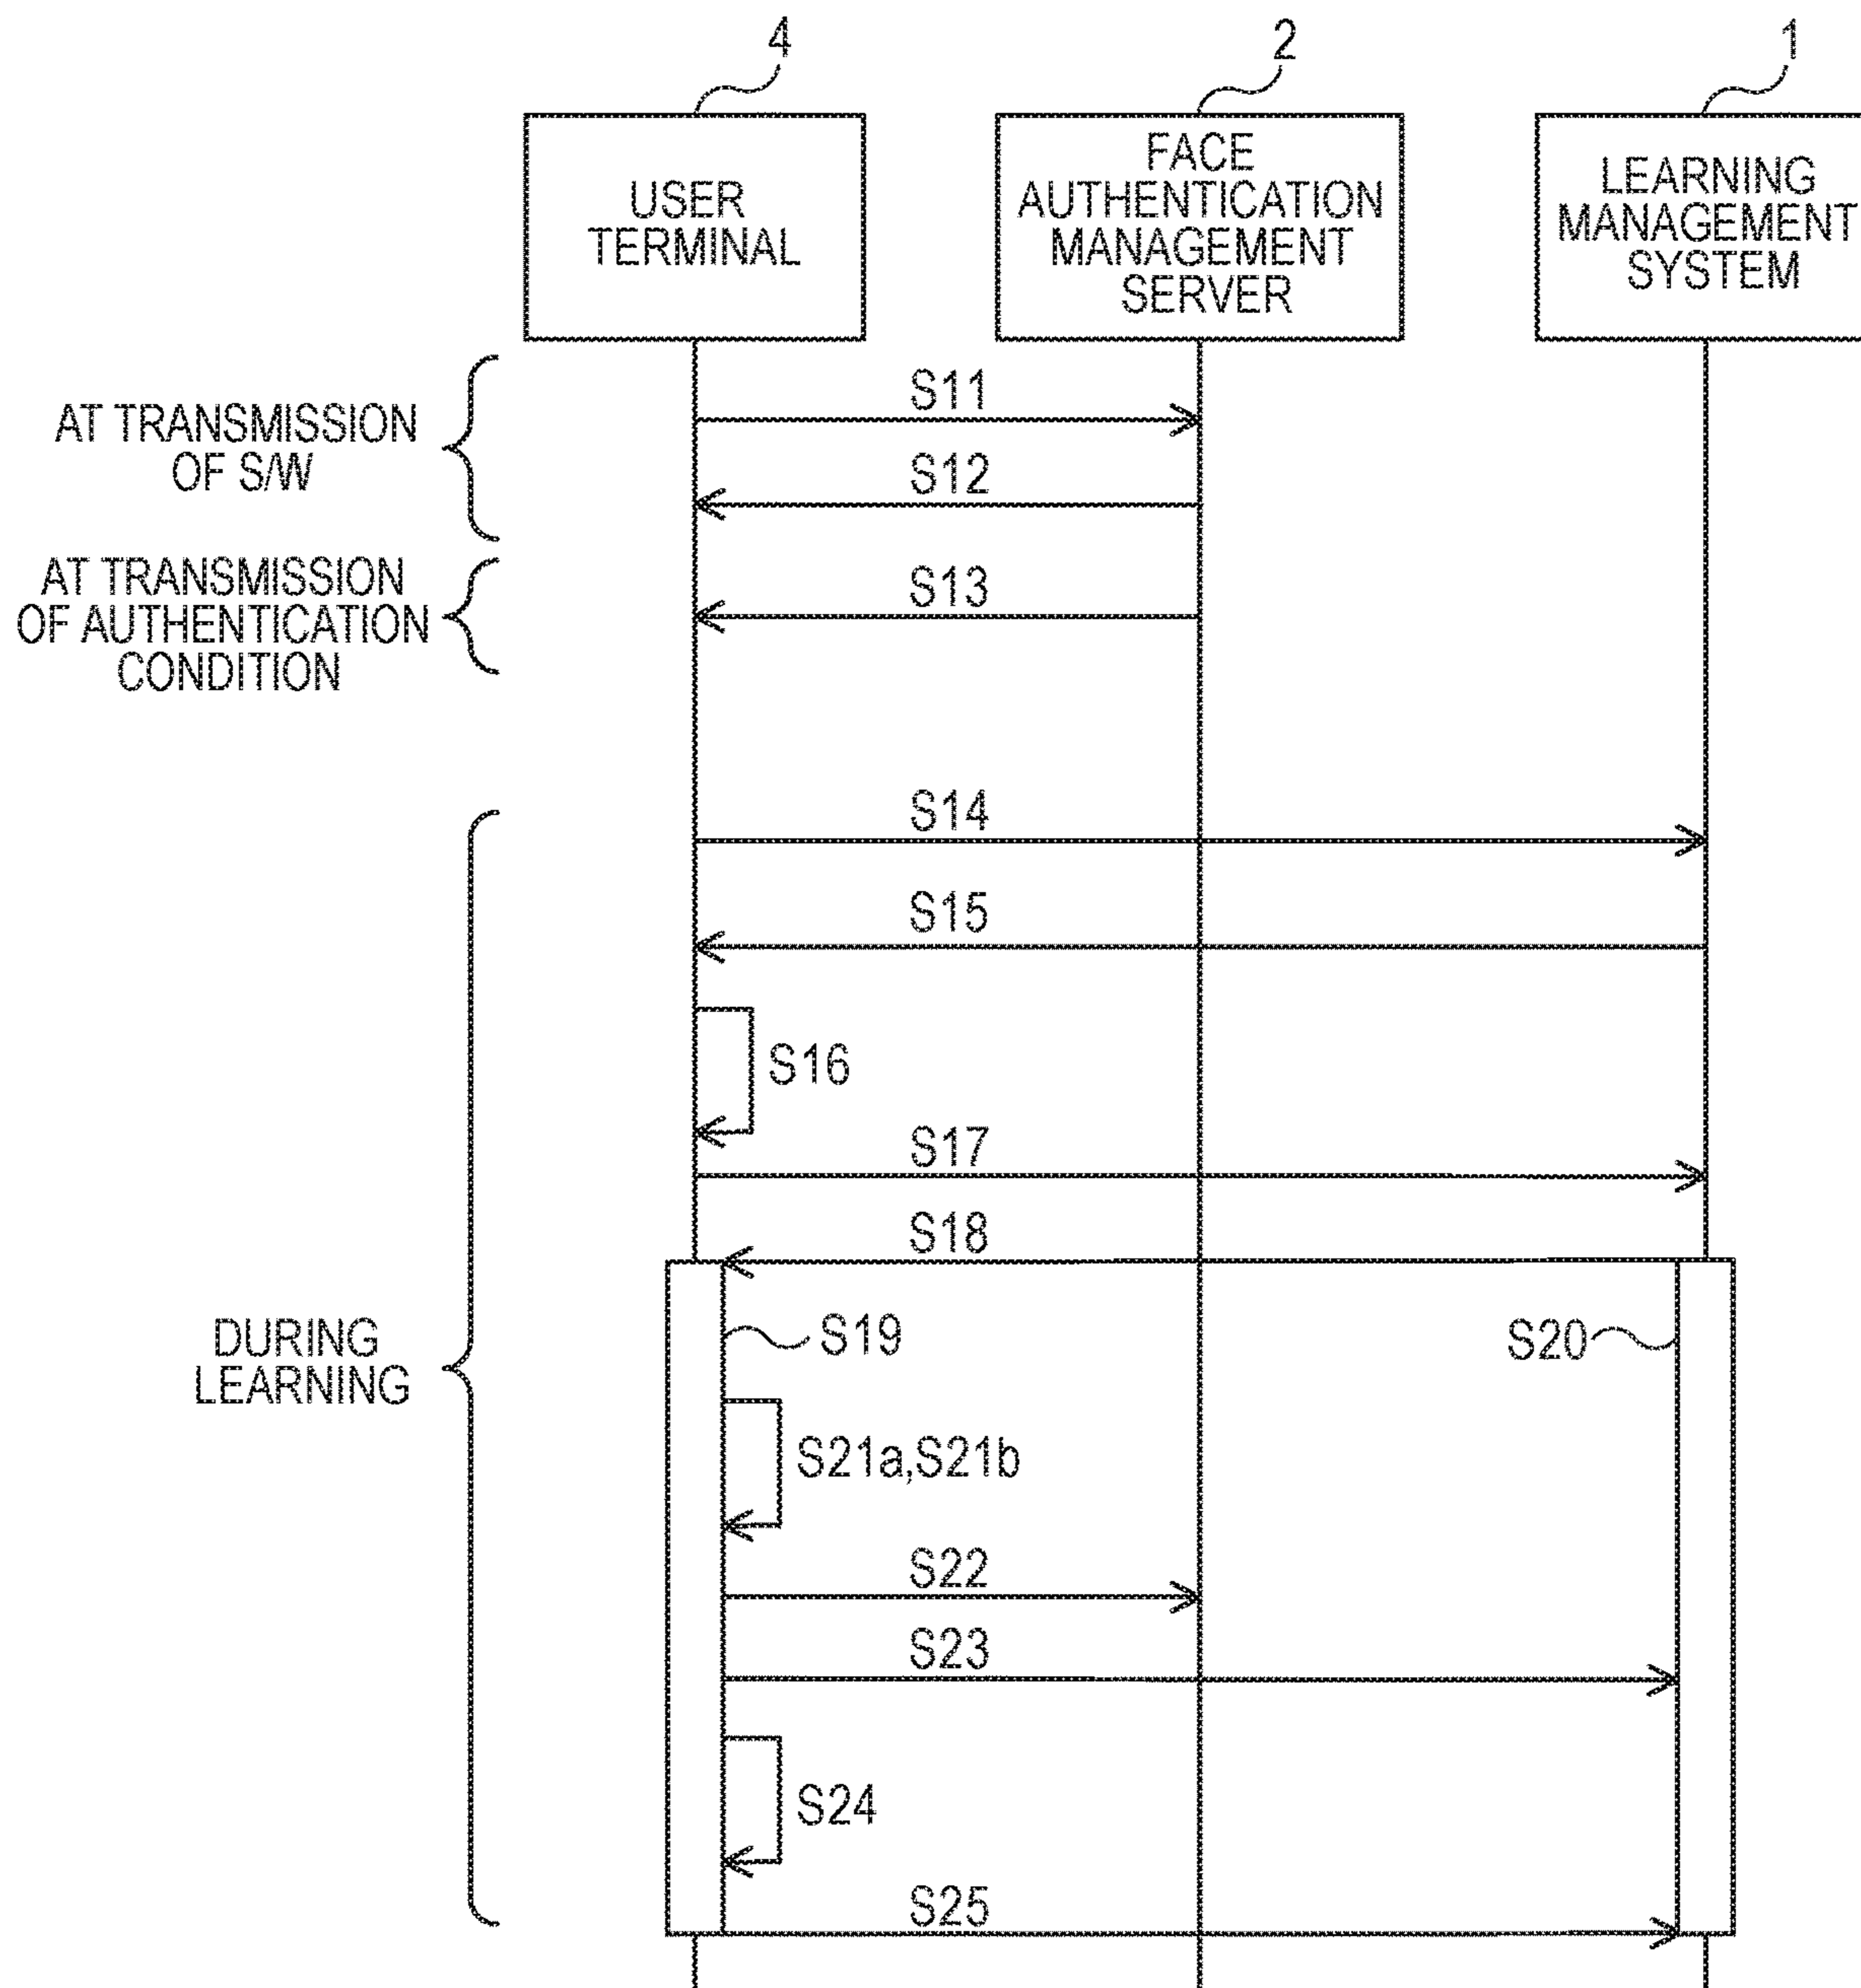 4
2
1
USER
TERMINAL
FACE
AUTHENTICATION
MANAGEMENT
SERVER
LEARNING
MANAGEMENT
SYSTEM
AT TRANSMISSION
OF S/W
S11
S12
AT TRANSMISSION
OF AUTHENTICATION
CONDITION
S13
DURING
LEARNING
S14
S15
S16
S17
S18
S19
S20
S21a,S21b
S22
S23
S24
S25